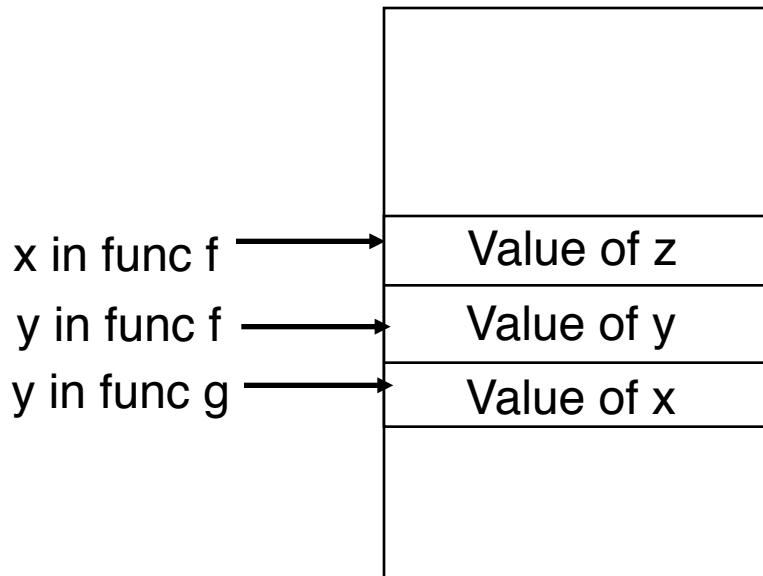 x in func f
Value of z
y in func f
Value of y
y in func g
Value of x